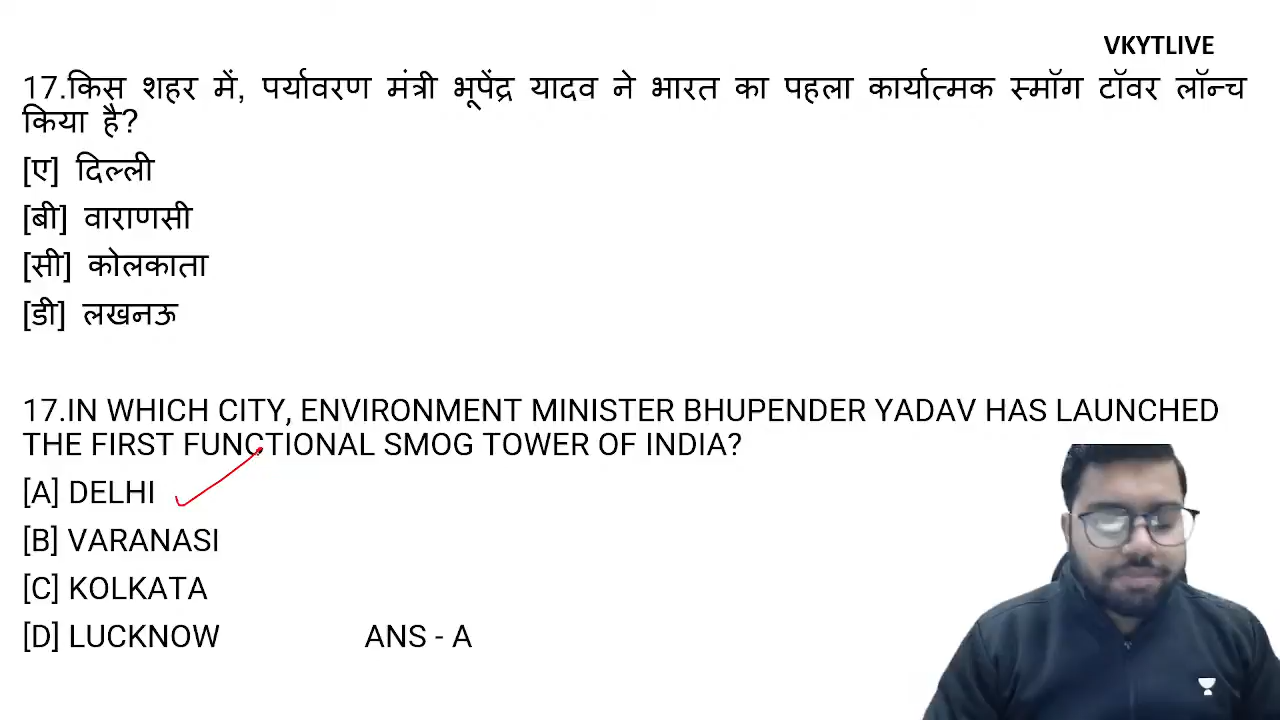 VKYTLIVE
17.किस शहर में, पर्यावरण मंत्री भूपेंद्र यादव ने भारत का पहला कार्यात्मक स्मॉग टॉवर लॉन्च
किया है?
[ए] दिल्ली
[बी] वाराणसी
[सी] कोलकाता
[डी] लखनऊ
17.IN WHICH CITY, ENVIRONMENT MINISTER BHUPENDER YADAV HAS LAUNCHED
THE FIRST FUNCTIONAL SMOG TOWER OF INDIA?
[A] DELHI
[B] VARANASI
[C] KOLKATA
[D] LUCKNOW ANS - A